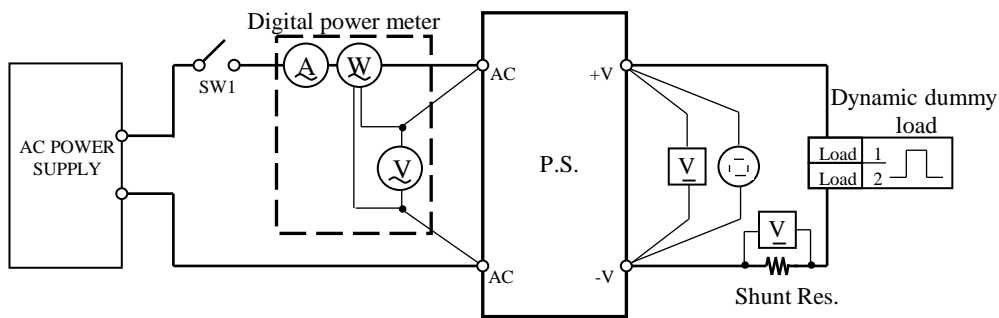 Digital power meter
A
W
SW1
AC
+V
Dynamic dummy
load
AC POWER
SUPPLY
V
P.S.
V
Load 1
Load 2
V
AC
-V
Shunt Res.